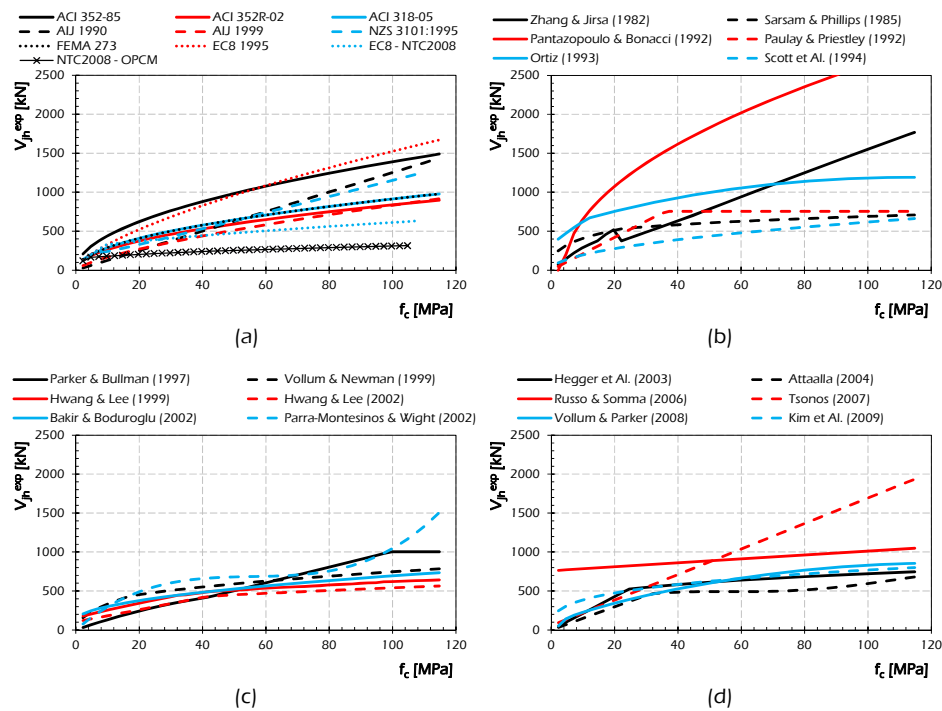 ACI 352-85 ACI 352R-02 ACI 318-05
AIJ 1990 AIJ 1999 NZS 3101:1995
FEMA 273 EC8 1995 EC8 - NTC2008
NTC2008 - OPCM
2500
2000
1500
1000
500
0
V_jh^exp [kN]
0 20 40 60 80 100 120
f_c [MPa]
(a)
Zhang & Jirsa (1982) Sarsam & Phillips (1985)
Pantazopoulo & Bonacci (1992) Paulay & Priestley (1992)
Ortiz (1993) Scott et Al. (1994)
2500
2000
1500
1000
500
0
V_jh^exp [kN]
0 20 40 60 80 100 120
f_c [MPa]
(b)
Parker & Bullman (1997) Vollum & Newman (1999)
Hwang & Lee (1999) Hwang & Lee (2002)
Bakir & Boduroglu (2002) Parra-Montesinos & Wight (2002)
2500
2000
1500
1000
500
0
V_jh^exp [kN]
0 20 40 60 80 100 120
f_c [MPa]
(c)
Hegger et Al. (2003) Attaalla (2004)
Russo & Somma (2006) Tsonos (2007)
Vollum & Parker (2008) Kim et Al. (2009)
2500
2000
1500
1000
500
0
V_jh^exp [kN]
0 20 40 60 80 100 120
f_c [MPa]
(d)